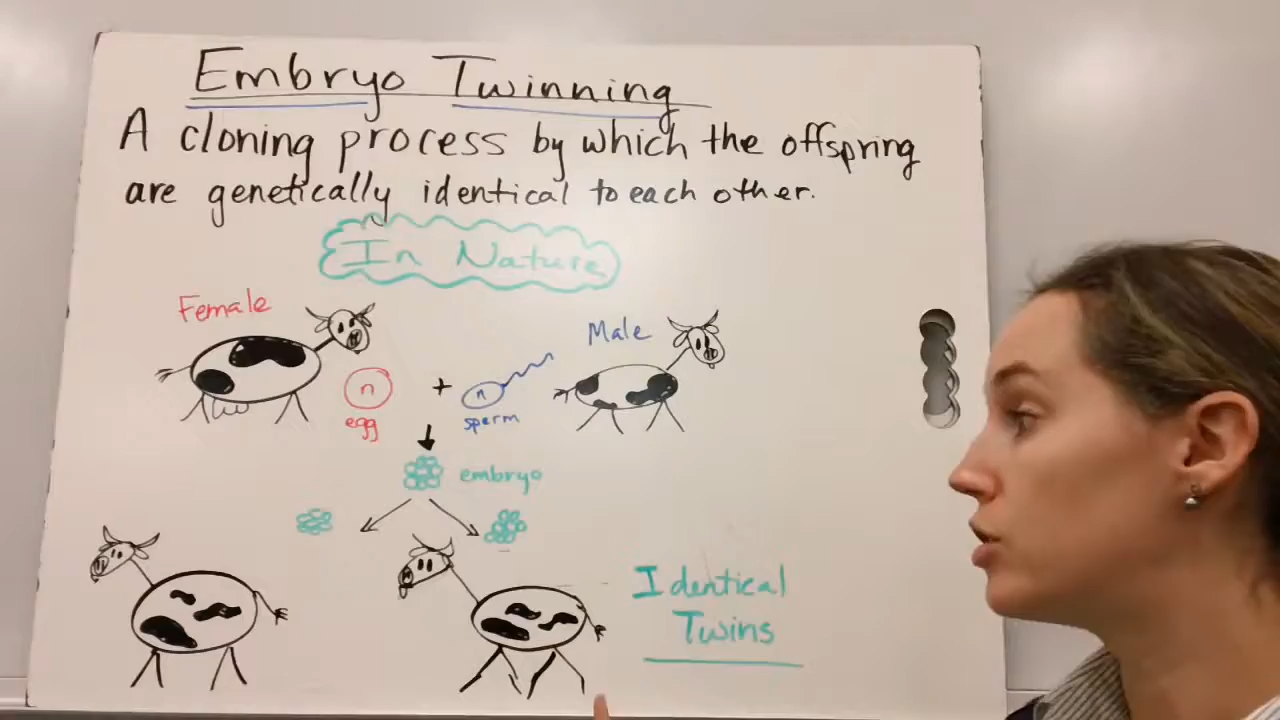 Embryo Twinning
A cloning process by which the offspring
are genetically identical to each other.
In Nature
Female
Male
n
+
n
egg
sperm
embryo
Identical
Twins